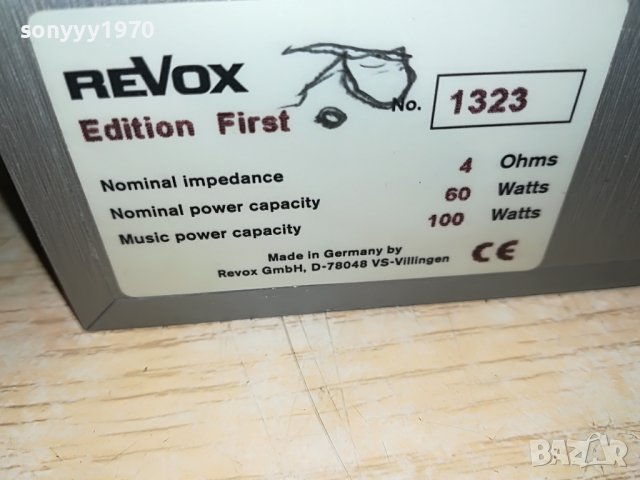 sonyyy1970
REVOX
Edition First
No. 1323
Nominal impedance 4 Ohms
Nominal power capacity 60 Watts
Music power capacity 100 Watts
Made in Germany by
Revox GmbH, D-78048 VS-Villingen
CE
BAZAR